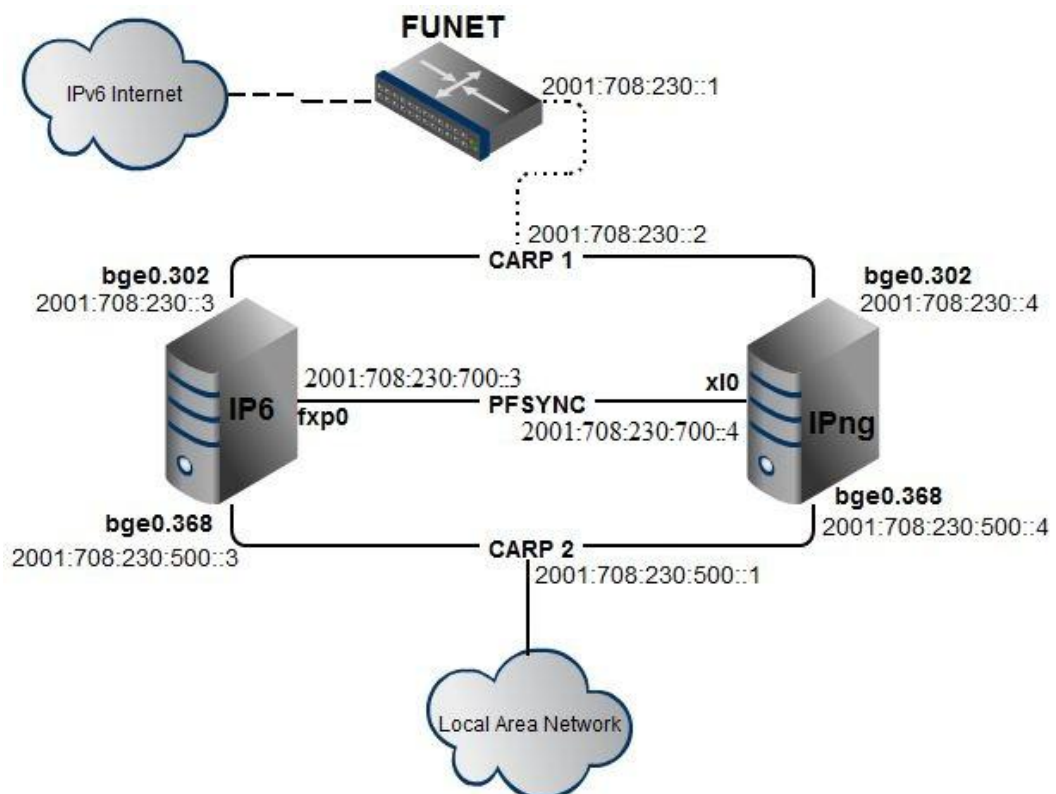 FUNET
IPv6 Internet
2001:708:230::1
2001:708:230::2
CARP 1
bge0.302
2001:708:230::3
bge0.302
2001:708:230::4
2001:708:230:700::3
xl0
IP6
fxp0
PFSYNC
2001:708:230:700::4
IPng
bge0.368
2001:708:230:500::3
bge0.368
2001:708:230:500::4
CARP 2
2001:708:230:500::1
Local Area Network